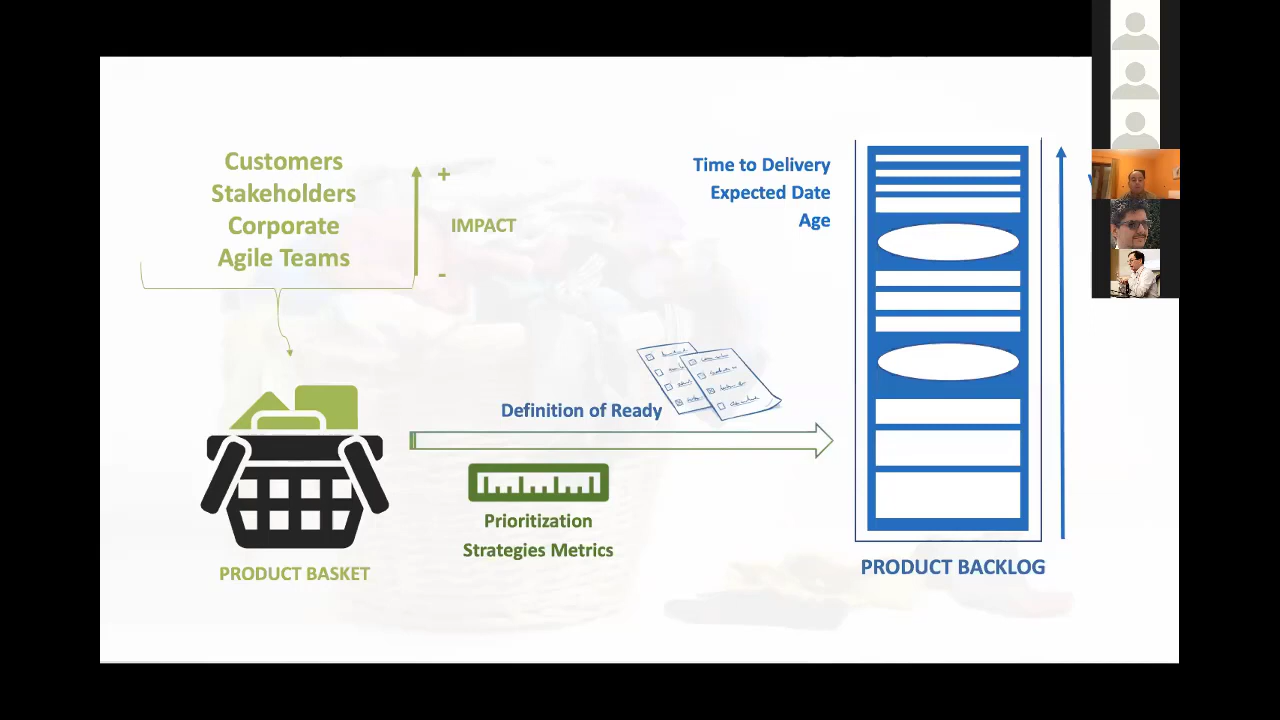 Customers
Stakeholders
Corporate
Agile Teams
+
IMPACT
-
Time to Delivery
Expected Date
Age
Definition of Ready
Prioritization
Strategies Metrics
PRODUCT BASKET
PRODUCT BACKLOG